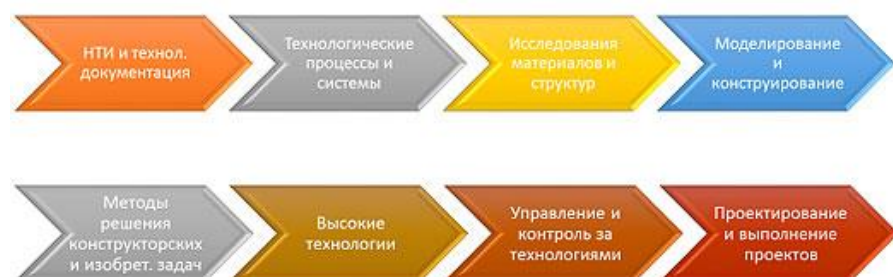 НТИ и технол.
документация
Технологические
процессы и
системы
Исследования
материалов и
структур
Моделирование
и
конструирование
Методы
решения
конструкторских
и изобрет. задач
Высокие
технологии
Управление и
контроль за
технологиями
Проектирование
и выполнение
проектов